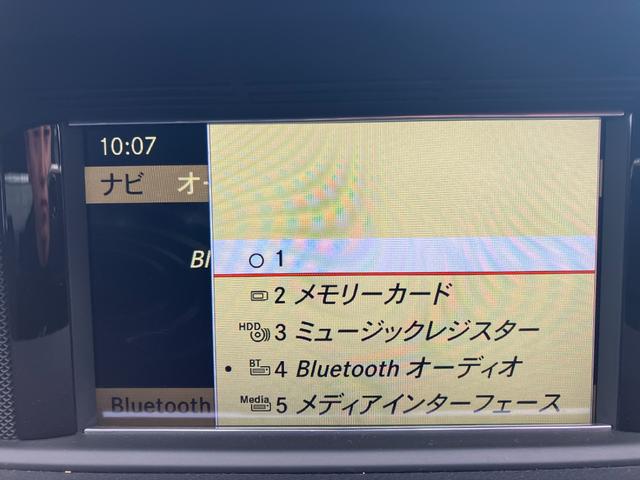 10:07
ナビ オー
Bl
1
2 メモリーカード
HDD 3 ミュージックレジスター
• BT 4 Bluetooth オーディオ
Media 5 メディアインターフェース
Bluetooth